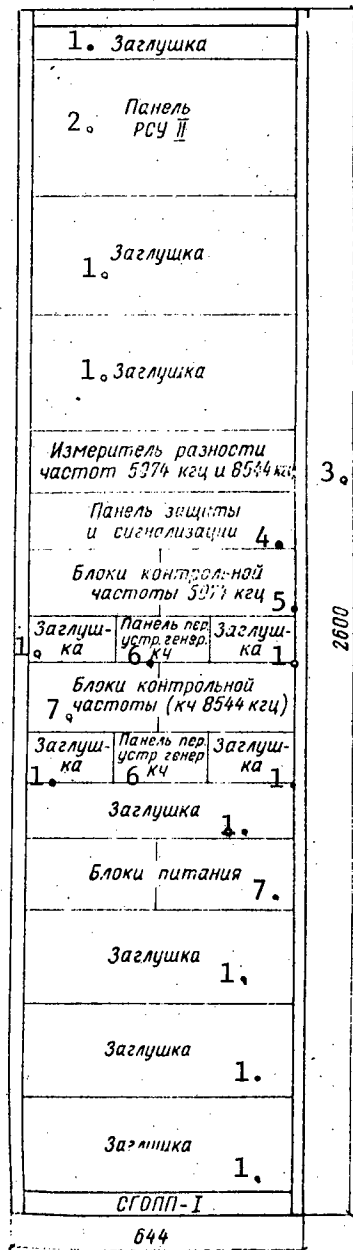 1. Заглушка
2. Панель
РСУ II
1. Заглушка
1. Заглушка
Измеритель разности
частот 5974 кгц и 8544 кгц
3.
Панель защиты
и сигнализации 4.
Блоки контрольной
частоты 597 кгц
5.
1. Заглуш-
ка
Панель пер.
устр. генер.
кч
6.
Заглуш-
ка
1.
Блоки контрольной
частоты (кч 8544 кгц)
7.
Заглуш-
ка
1.
Панель пер.
устр генер
кч
6
Заглуш-
ка
1.
Заглушка
1.
Блоки питания
7.
Заглушка
1.
Заглушка
1.
Заглушка
1.
СГОПП-I
644
2600